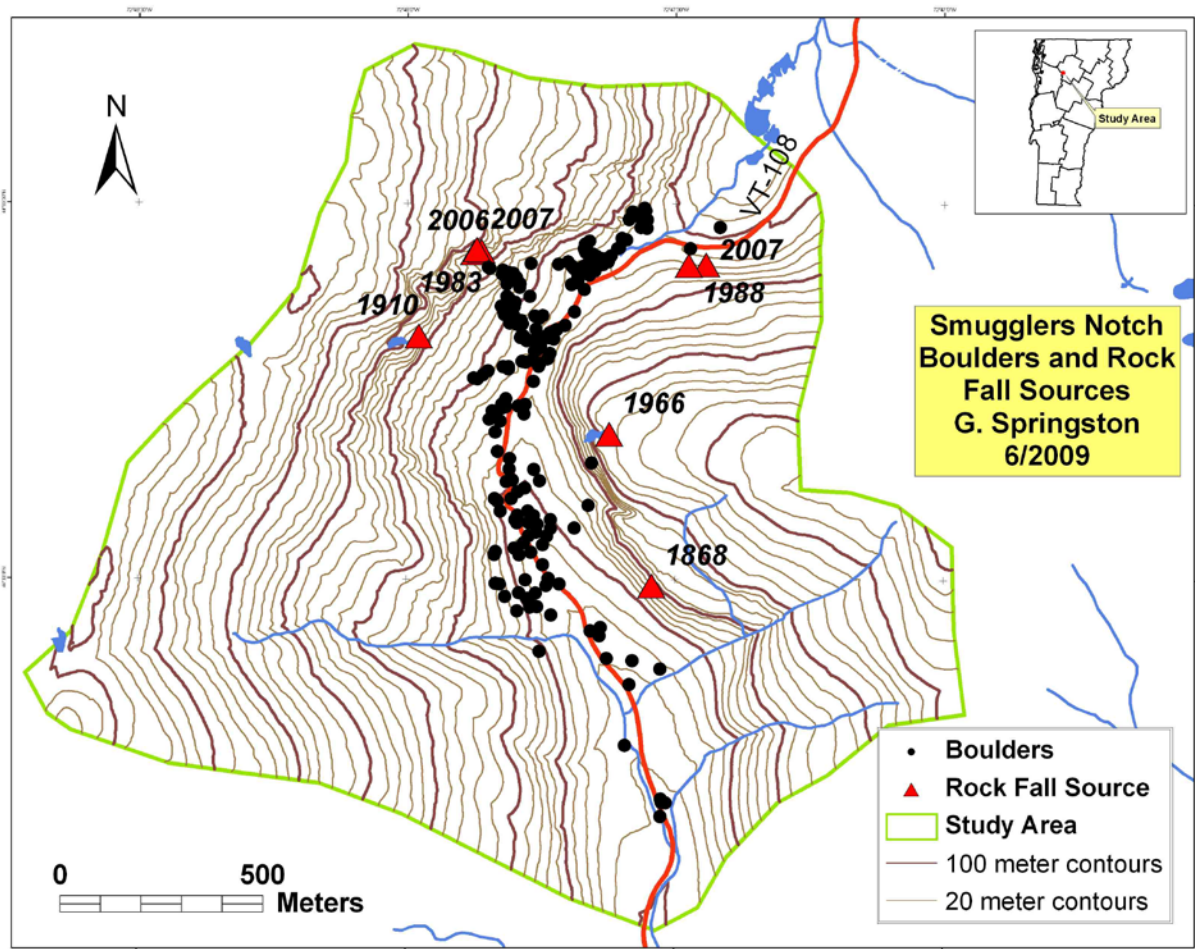 N
Study Area
VT-108
2006 2007
2007
1983
1988
1910
Smugglers Notch
Boulders and Rock
Fall Sources
G. Springston
6/2009
1966
1868
Boulders
Rock Fall Source
Study Area
100 meter contours
20 meter contours
0 500
Meters